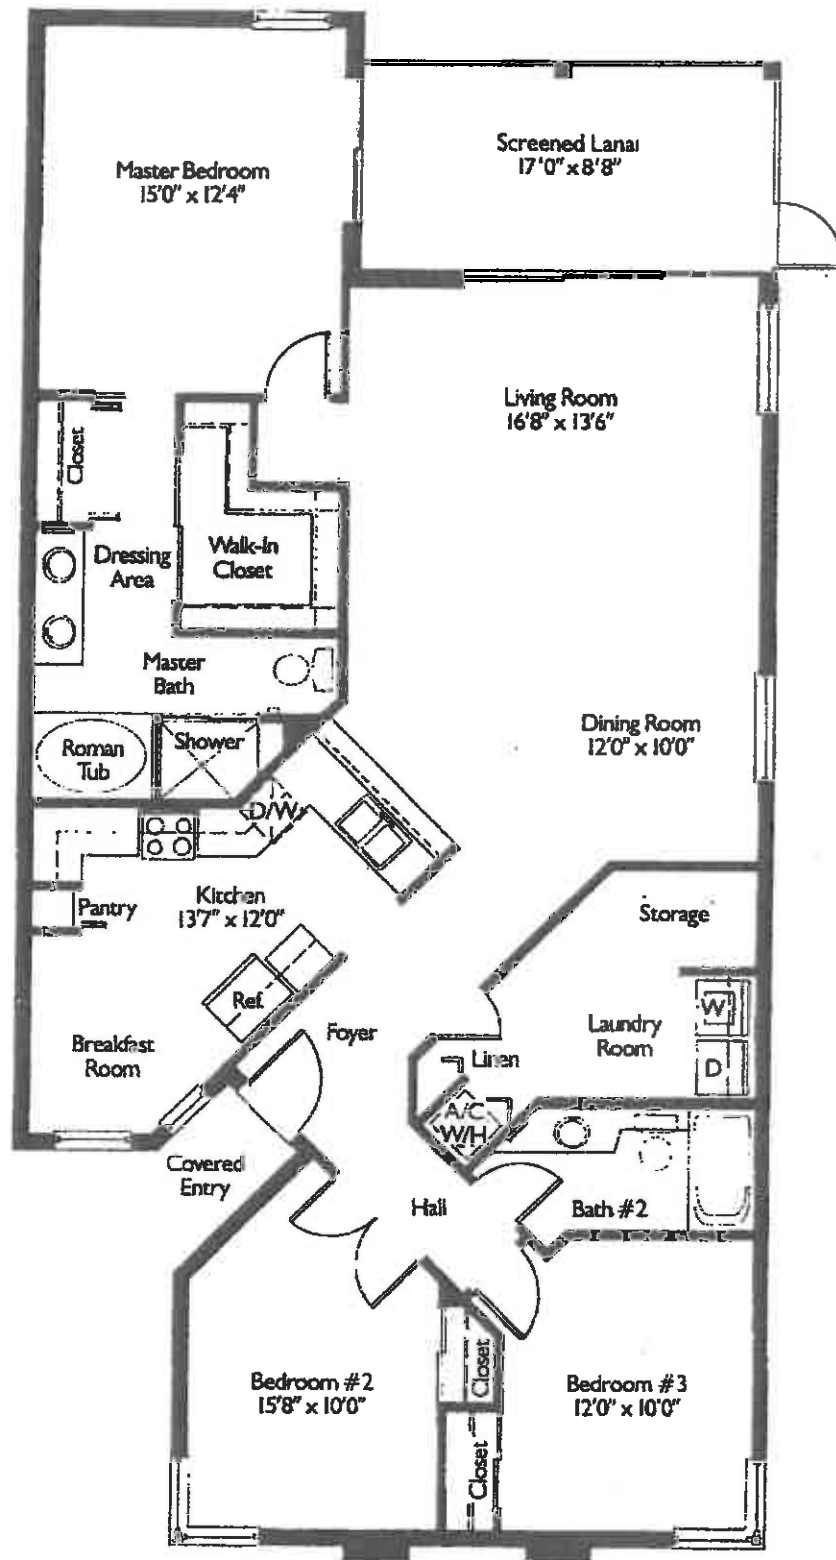 Screened Lanai
17'0" x 8'8"
Master Bedroom
15'0" x 12'4"
Living Room
16'8" x 13'6"
Closet
Walk-In
Closet
Dressing
Area
Master
Bath
Dining Room
12'0" x 10'0"
Roman
Tub
Shower
D/W
Kitchen
13'7" x 12'0"
Pantry
Storage
Ref.
W
Laundry
Room
D
Foyer
Breakfast
Room
Linen
A/C
W/H
Covered
Entry
Hall
Bath #2
Bedroom #2
15'8" x 10'0"
Closet
Bedroom #3
12'0" x 10'0"
Closet